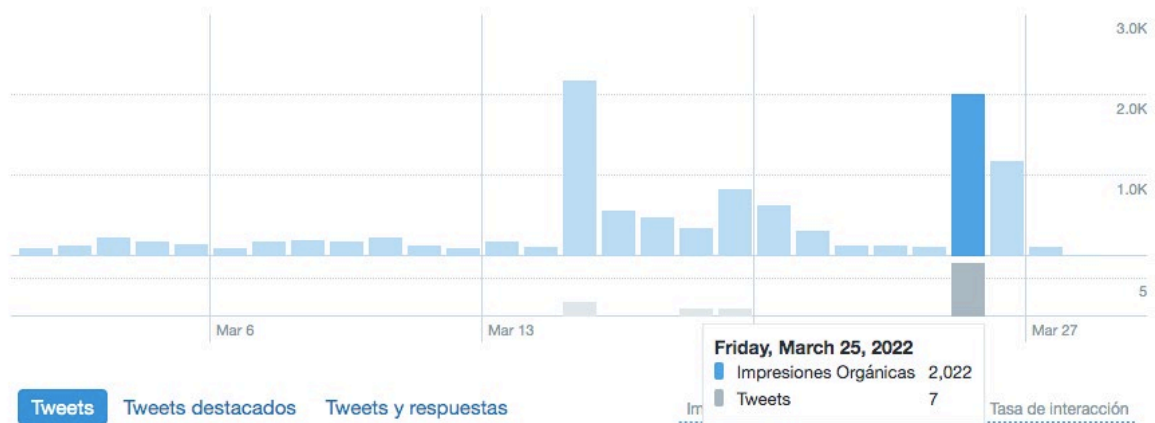 3.0K
2.0K
1.0K
5
Mar 6
Mar 13
Mar 27
Friday, March 25, 2022
Impresiones Orgánicas 2,022
Tweets 7
Tweets Tweets destacados Tweets y respuestas Tasa de interacción